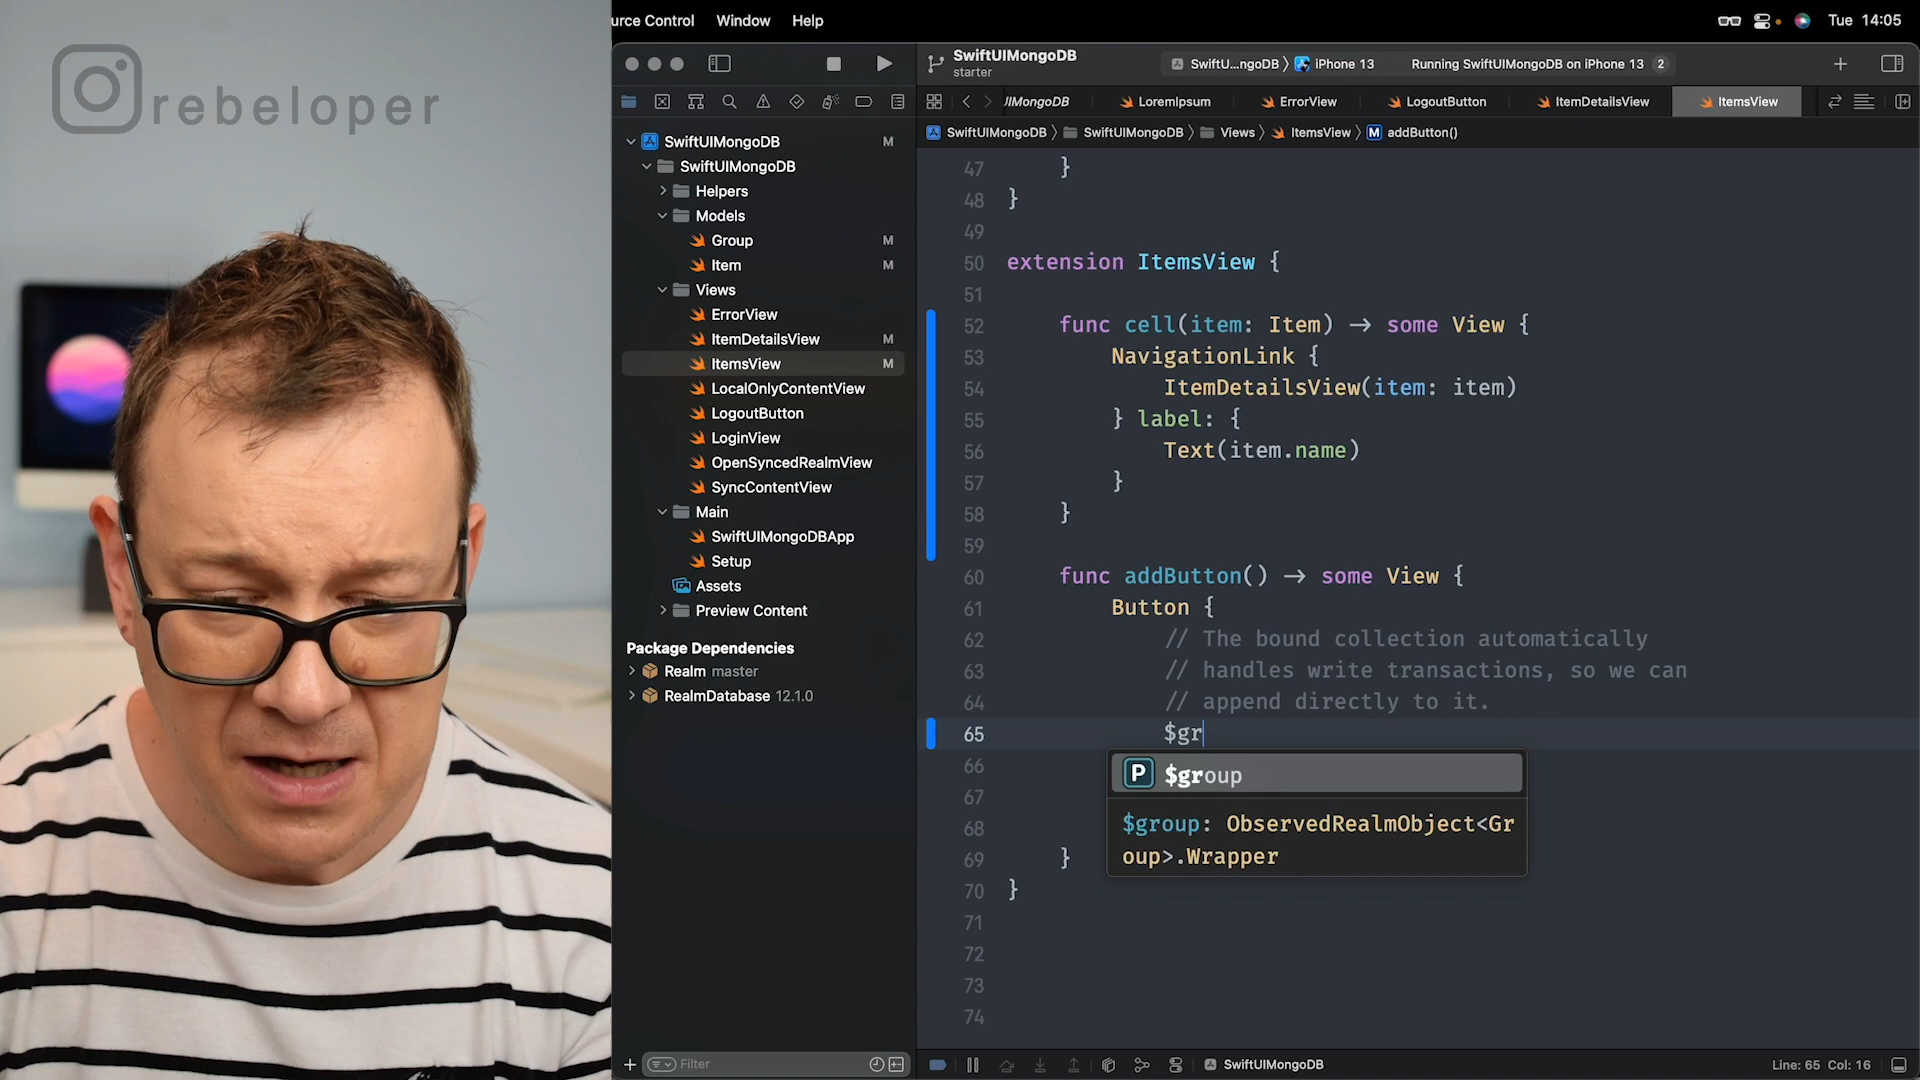 urce Control Window Help
Tue 14:05
rebeloper
SwiftUIMongoDB
starter
SwiftU...ngoDB 〉 iPhone 13
Running SwiftUIMongoDB on iPhone 13 2
UIMongoDB LoremIpsum ErrorView LogoutButton ItemDetailsView ItemsView
SwiftUIMongoDB 〉 SwiftUIMongoDB 〉 Views 〉 ItemsView 〉 M addButton()
SwiftUIMongoDB M
SwiftUIMongoDB
Helpers
Models
Group M
Item M
Views
ErrorView
ItemDetailsView M
ItemsView M
LocalOnlyContentView
LogoutButton
LoginView
OpenSyncedRealmView
SyncContentView
Main
SwiftUIMongoDBApp
Setup
Assets
Preview Content
Package Dependencies
Realm master
RealmDatabase 12.1.0
Filter
47 }
48 }
49
50 extension ItemsView {
51
52 func cell(item: Item) → some View {
53 NavigationLink {
54 ItemDetailsView(item: item)
55 } label: {
56 Text(item.name)
57 }
58 }
59
60 func addButton() → some View {
61 Button {
62 // The bound collection automatically
63 // handles write transactions, so we can
64 // append directly to it.
65 $gr
66
67
68
69 }
70 }
71
72
73
74
P $group
$group: ObservedRealmObject<Gr
oup>.Wrapper
SwiftUIMongoDB
Line: 65 Col: 16